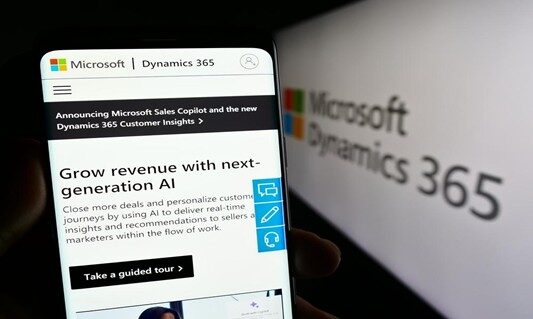 Microsoft | Dynamics 365
Announcing Microsoft Sales Copilot and the new
Dynamics 365 Customer Insights >
Grow revenue with next-
generation AI
Close more deals and personalize custome
journeys by using AI to deliver real-time
insights and recommendations to sellers a
marketers within the flow of work.
Take a guided tour >
Microsoft
Dynamics 365